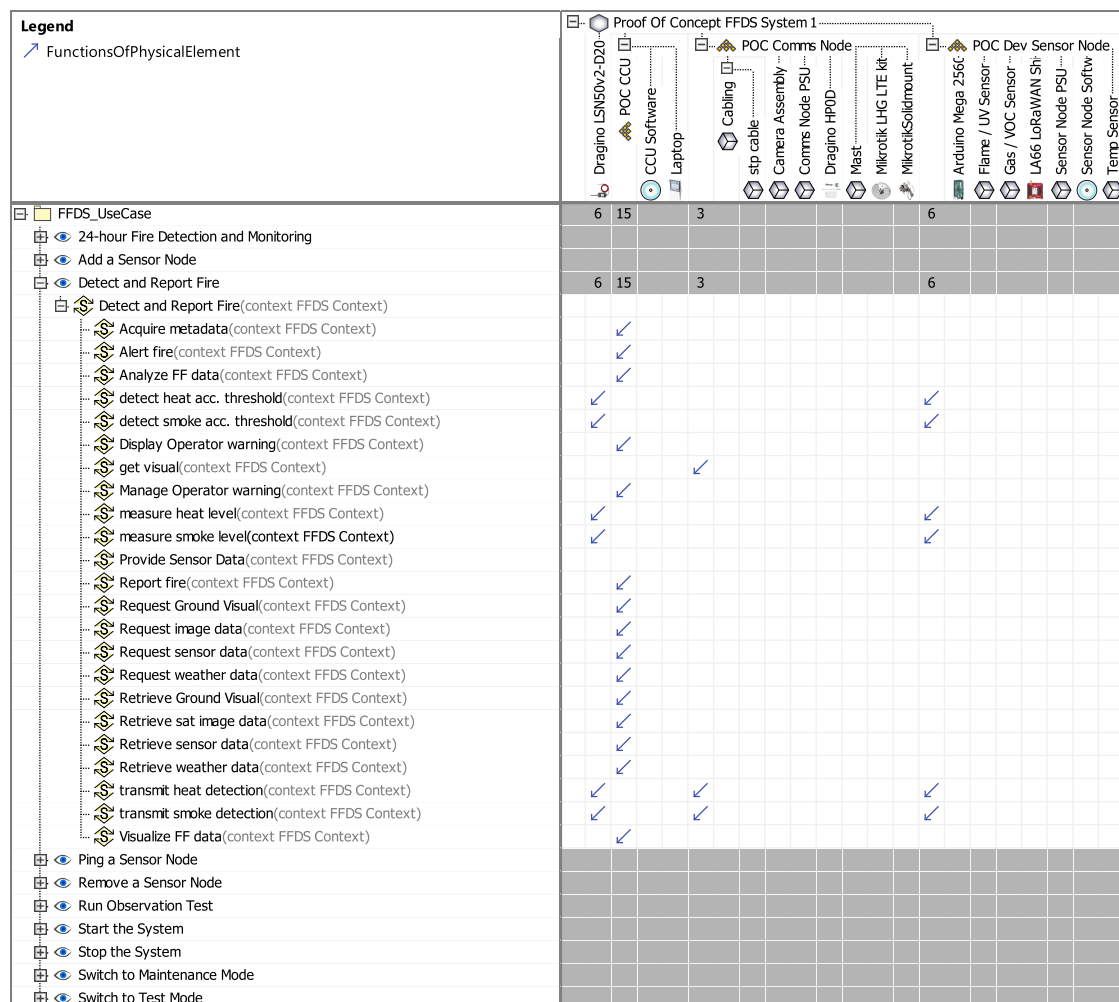 Legend
FunctionsOfPhysicalElement
Proof Of Concept FFDS System 1
Dragino LSN50v2-D20
POC CCU
CCU Software
Laptop
POC Comms Node
Cabling
stp cable
Camera Assembly
Comms Node PSU
Dragino HP0D
Mast
Mikrotik LHG LTE kit
MikrotikSolidmount
POC Dev Sensor Node
Arduino Mega 2560
Flame / UV Sensor
Gas / VOC Sensor
LA66 LoRaWAN Sh
Sensor Node PSU
Sensor Node Softw
Temp Sensor
FFDS_UseCase 6 15 3 6
24-hour Fire Detection and Monitoring
Add a Sensor Node
Detect and Report Fire 6 15 3 6
Detect and Report Fire(context FFDS Context)
Acquire metadata(context FFDS Context)
Alert fire(context FFDS Context)
Analyze FF data(context FFDS Context)
detect heat acc. threshold(context FFDS Context)
detect smoke acc. threshold(context FFDS Context)
Display Operator warning(context FFDS Context)
get visual(context FFDS Context)
Manage Operator warning(context FFDS Context)
measure heat level(context FFDS Context)
measure smoke level(context FFDS Context)
Provide Sensor Data(context FFDS Context)
Report fire(context FFDS Context)
Request Ground Visual(context FFDS Context)
Request image data(context FFDS Context)
Request sensor data(context FFDS Context)
Request weather data(context FFDS Context)
Retrieve Ground Visual(context FFDS Context)
Retrieve sat image data(context FFDS Context)
Retrieve sensor data(context FFDS Context)
Retrieve weather data(context FFDS Context)
transmit heat detection(context FFDS Context)
transmit smoke detection(context FFDS Context)
Visualize FF data(context FFDS Context)
Ping a Sensor Node
Remove a Sensor Node
Run Observation Test
Start the System
Stop the System
Switch to Maintenance Mode
Switch to Test Mode